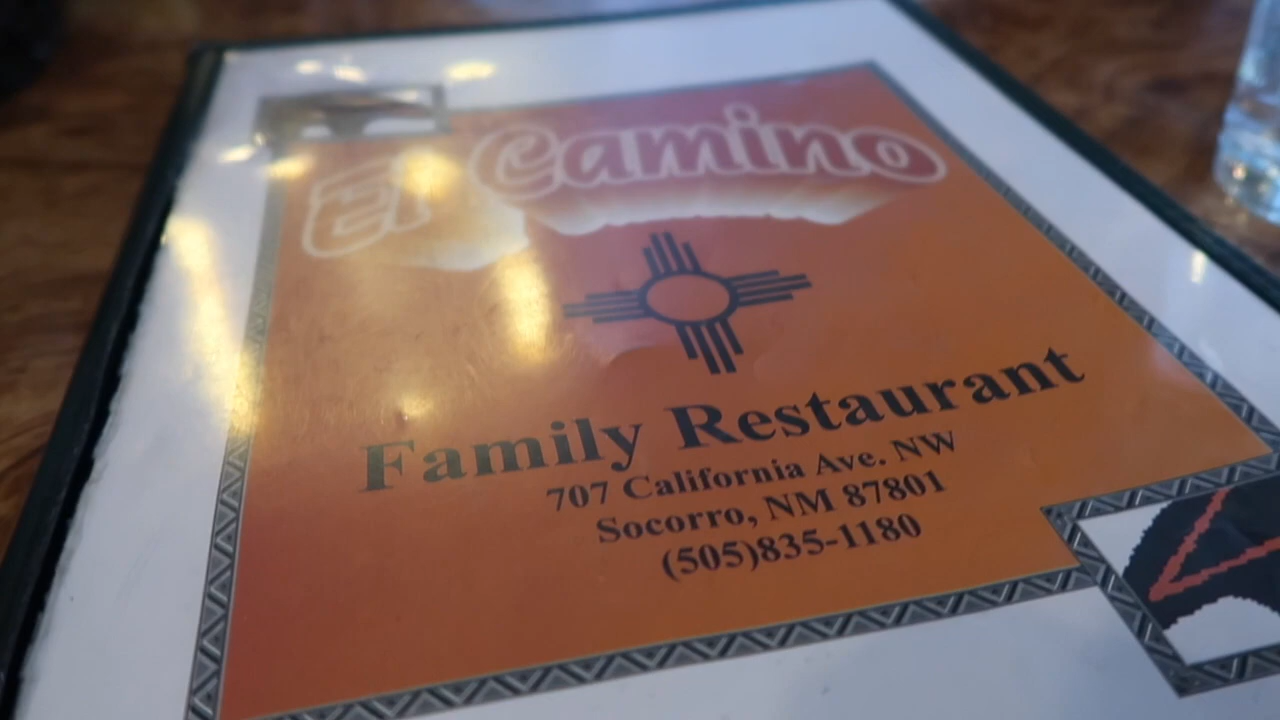 El Camino
Family Restaurant
707 California Ave. NW
Socorro, NM 87801
(505)835-1180